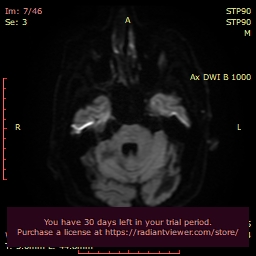 Im: 7/46
Se: 3
STP90
STP90
M
A
Ax DWI B 1000
R
L
You have 30 days left in your trial period.
Purchase a license at https://radiantviewer.com/store/